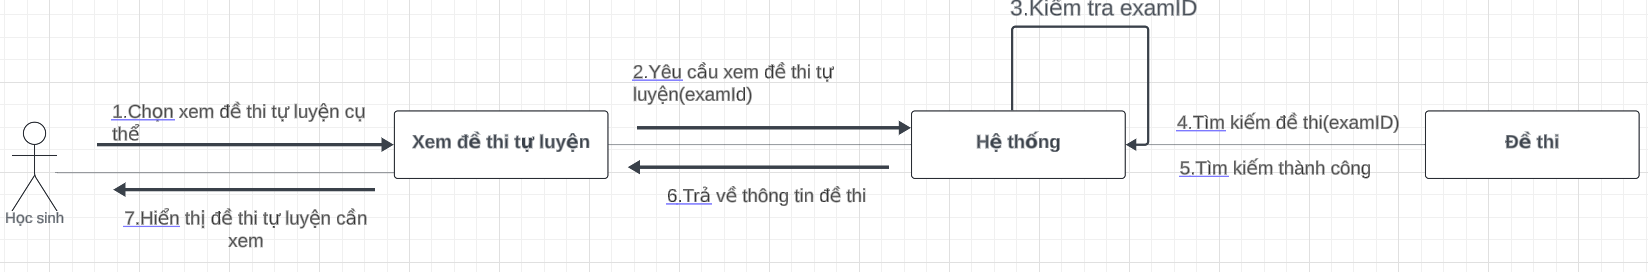 3.Kiểm tra examID
2.Yêu cầu xem đề thi tự
luyện(examId)
1.Chọn xem đề thi tự luyện cụ
thể
Xem đề thi tự luyện
Hệ thống
4.Tìm kiếm đề thi(examID)
Đề thi
5.Tìm kiếm thành công
6.Trả về thông tin đề thi
Học sinh
7.Hiển thị đề thi tự luyện cần
xem